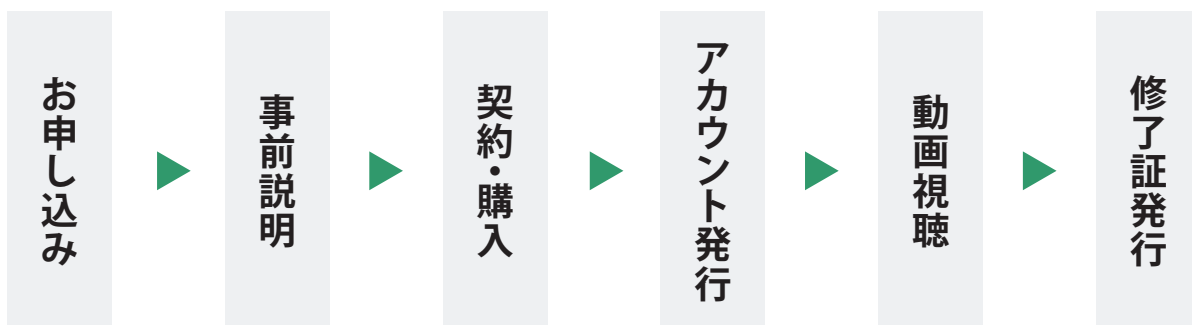 お申し込み
事前説明
契約・購入
アカウント発行
動画視聴
修了証発行